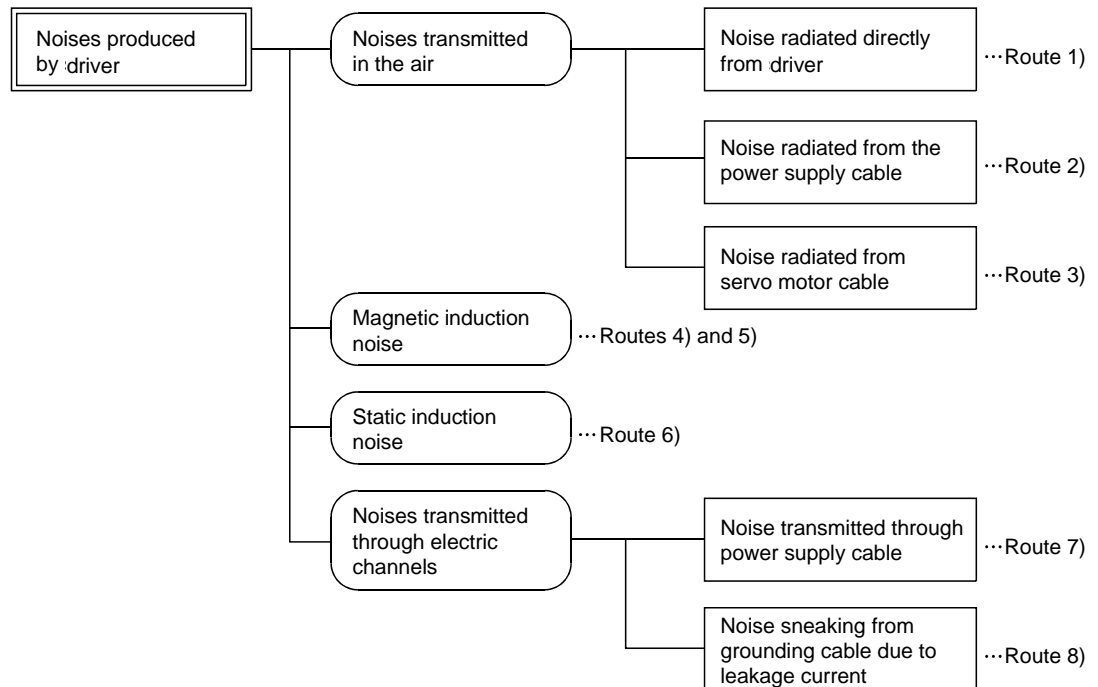 Noises produced
by driver
Noises transmitted
in the air
Noise radiated directly
from driver
…Route 1)
Noise radiated from the
power supply cable
…Route 2)
Noise radiated from
servo motor cable
…Route 3)
Magnetic induction
noise
…Routes 4) and 5)
Static induction
noise
…Route 6)
Noises transmitted
through electric
channels
Noise transmitted through
power supply cable
…Route 7)
Noise sneaking from
grounding cable due to
leakage current
…Route 8)